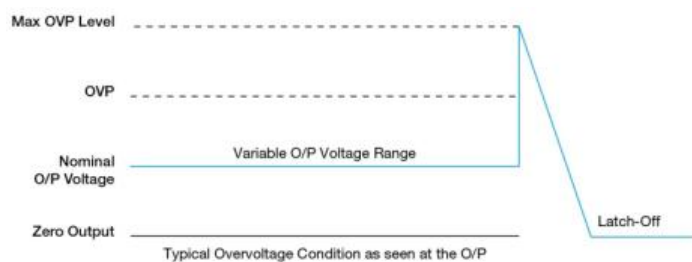 Max OVP Level
OVP
Variable O/P Voltage Range
Nominal
O/P Voltage
Latch-Off
Zero Output
Typical Overvoltage Condition as seen at the O/P